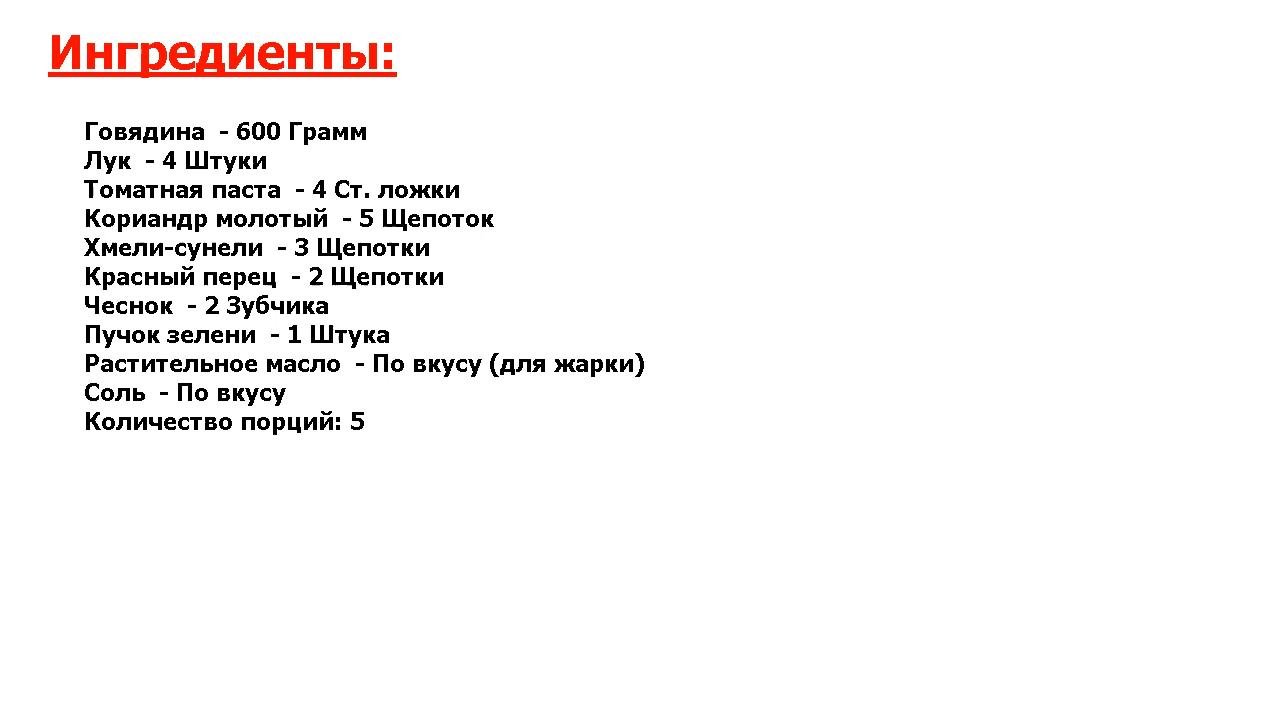 Ингредиенты:
Говядина - 600 Грамм
Лук - 4 Штуки
Томатная паста - 4 Ст. ложки
Кориандр молотый - 5 Щепоток
Хмели-сунели - 3 Щепотки
Красный перец - 2 Щепотки
Чеснок - 2 Зубчика
Пучок зелени - 1 Штука
Растительное масло - По вкусу (для жарки)
Соль - По вкусу
Количество порций: 5